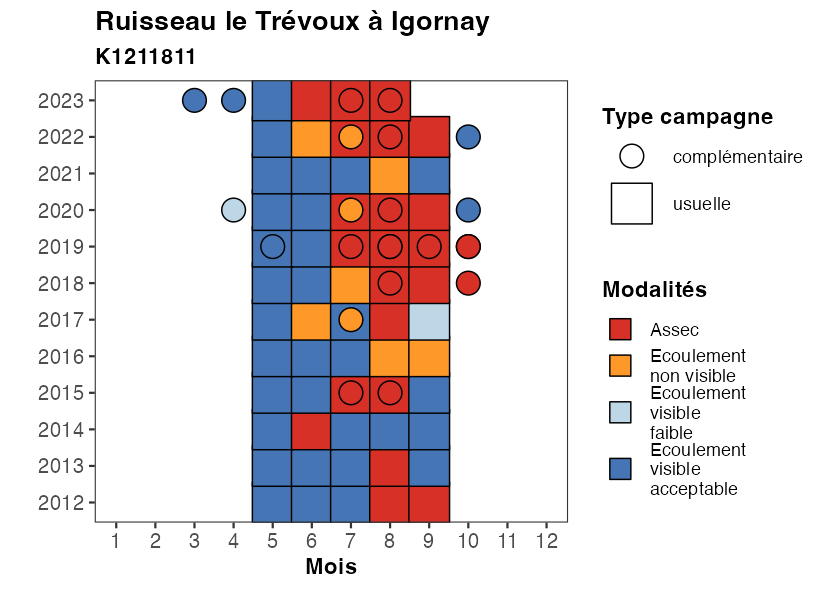 Ruisseau le Trévoux à Igornay
K1211811
2023
2022
2021
2020
2019
2018
2017
2016
2015
2014
2013
2012
1 2 3 4 5 6 7 8 9 10 11 12
Mois
Type campagne
complémentaire
usuelle
Modalités
Assec
Ecoulement
non visible
Ecoulement
visible
faible
Ecoulement
visible
acceptable